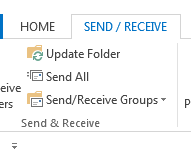 HOME SEND / RECEIVE
Update Folder
Send All
Send/Receive Groups
Send & Receive